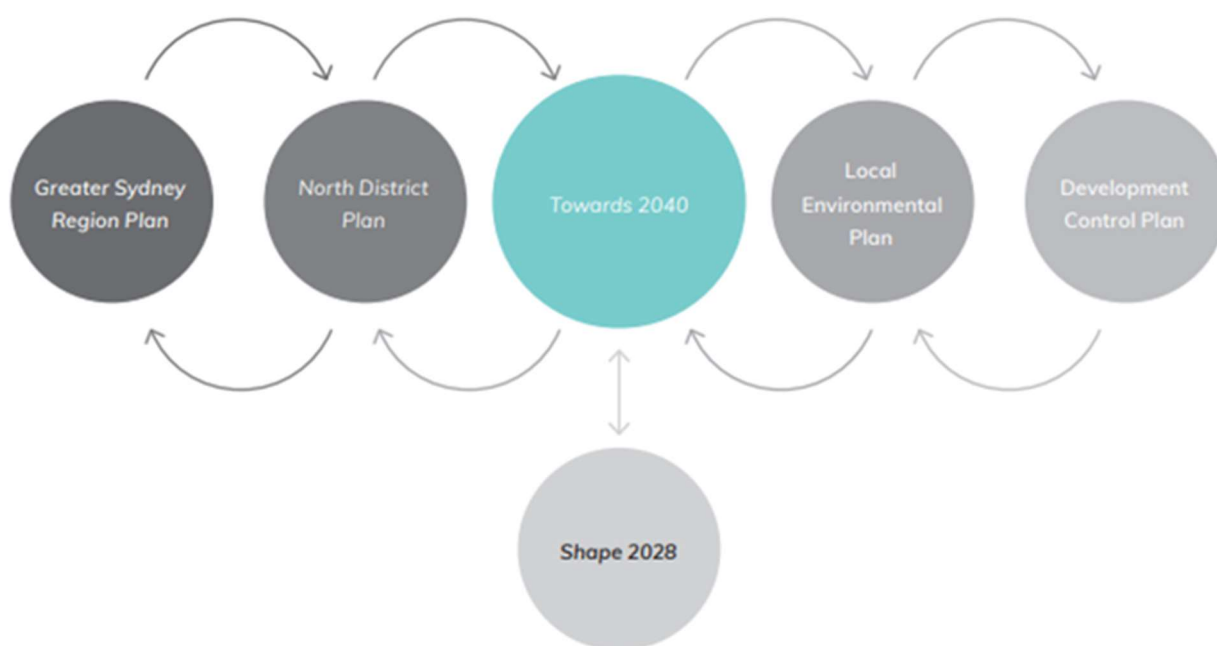 Greater Sydney
Region Plan
North District
Plan
Towards 2040
Local
Environmental
Plan
Development
Control Plan
Shape 2028